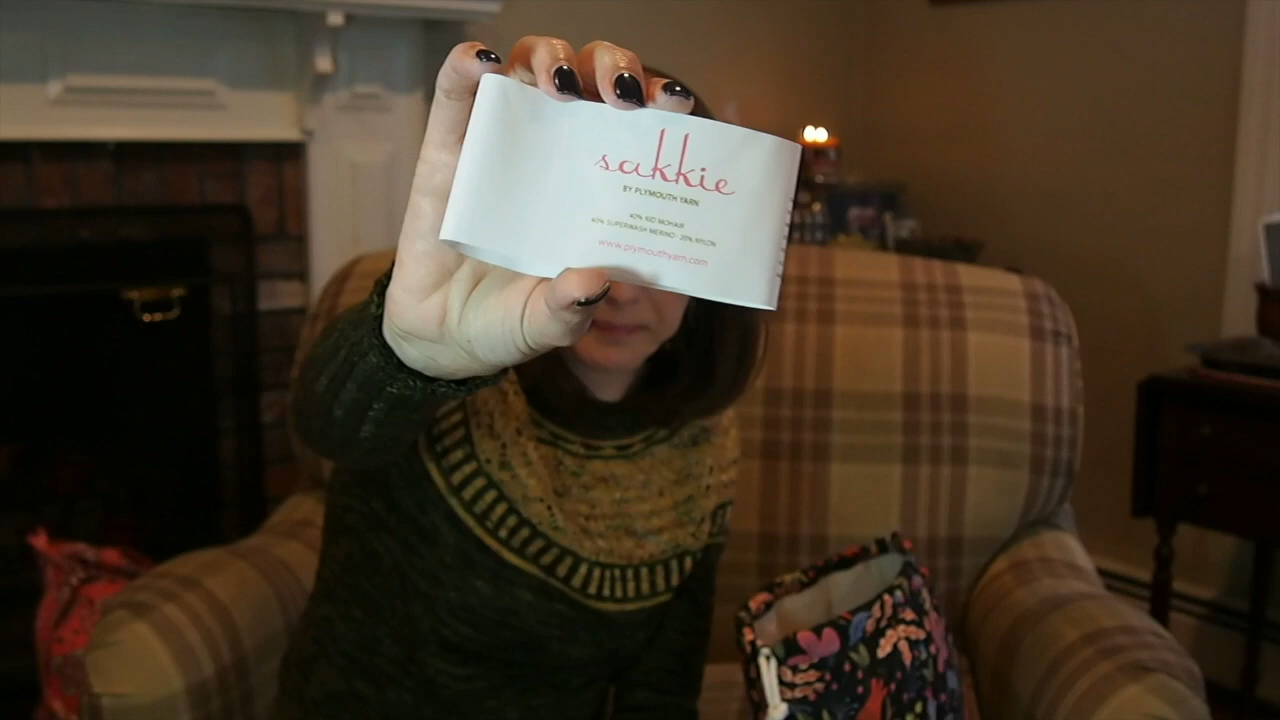 sakkie
BY PLYMOUTH YARN
40% KID MOHAIR
40% SUPERWASH MERINO - 20% NYLON
www.plymouthyarn.com